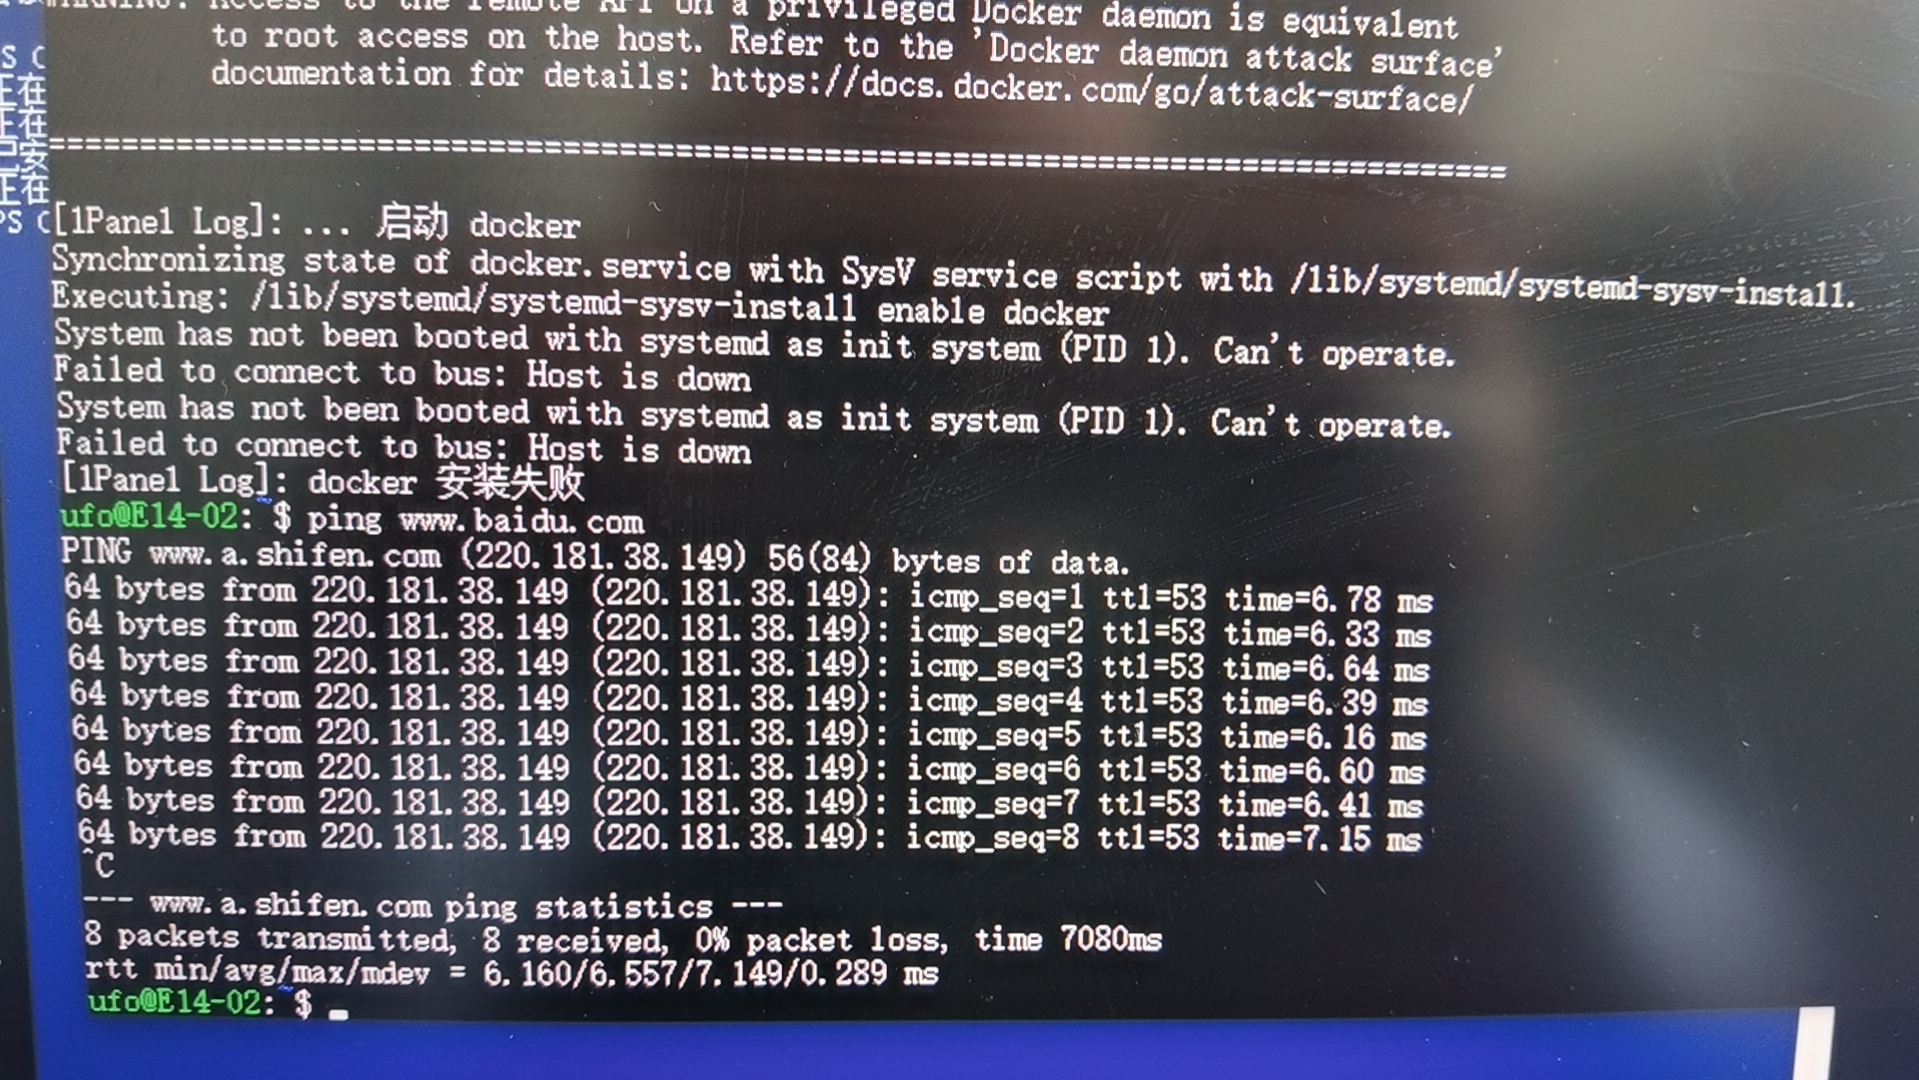 WARNING: Access to the remote API on a privileged Docker daemon is equivalent
to root access on the host. Refer to the 'Docker daemon attack surface'
documentation for details: https://docs.docker.com/go/attack-surface/
================================================================================
[1Panel Log]: ... 启动 docker
Synchronizing state of docker.service with SysV service script with /lib/systemd/systemd-sysv-install.
Executing: /lib/systemd/systemd-sysv-install enable docker
System has not been booted with systemd as init system (PID 1). Can't operate.
Failed to connect to bus: Host is down
System has not been booted with systemd as init system (PID 1). Can't operate.
Failed to connect to bus: Host is down
[1Panel Log]: docker 安装失败
ufo@E14-02:~$ ping www.baidu.com
PING www.a.shifen.com (220.181.38.149) 56(84) bytes of data.
64 bytes from 220.181.38.149 (220.181.38.149): icmp_seq=1 ttl=53 time=6.78 ms
64 bytes from 220.181.38.149 (220.181.38.149): icmp_seq=2 ttl=53 time=6.33 ms
64 bytes from 220.181.38.149 (220.181.38.149): icmp_seq=3 ttl=53 time=6.64 ms
64 bytes from 220.181.38.149 (220.181.38.149): icmp_seq=4 ttl=53 time=6.39 ms
64 bytes from 220.181.38.149 (220.181.38.149): icmp_seq=5 ttl=53 time=6.16 ms
64 bytes from 220.181.38.149 (220.181.38.149): icmp_seq=6 ttl=53 time=6.60 ms
64 bytes from 220.181.38.149 (220.181.38.149): icmp_seq=7 ttl=53 time=6.41 ms
64 bytes from 220.181.38.149 (220.181.38.149): icmp_seq=8 ttl=53 time=7.15 ms
^C
--- www.a.shifen.com ping statistics ---
8 packets transmitted, 8 received, 0% packet loss, time 7080ms
rtt min/avg/max/mdev = 6.160/6.557/7.149/0.289 ms
ufo@E14-02:~$
S C
正在
正在
已安
正在
PS C